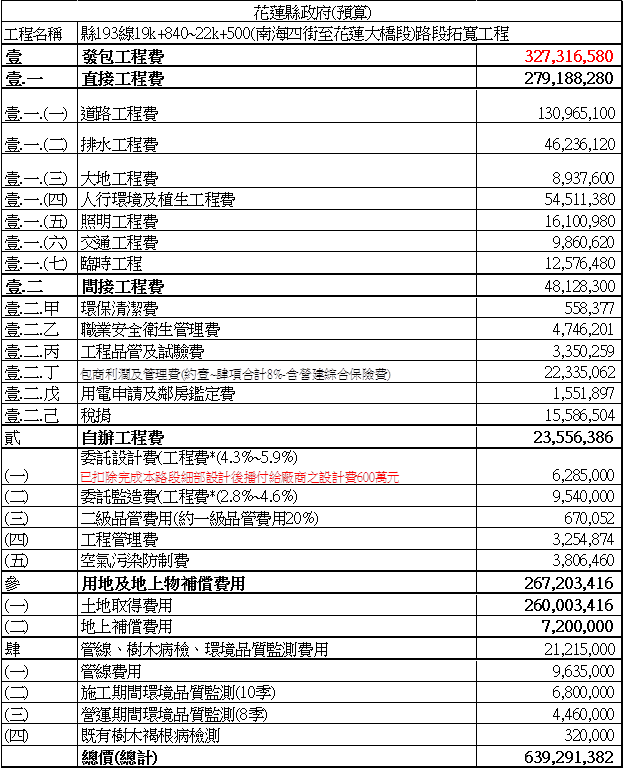 花蓮縣政府(預算)
工程名稱 縣193線19k+840~22k+500(南海四街至花蓮大橋段)路段拓寬工程
壹 發包工程費 327,316,580
壹.一 直接工程費 279,188,280
壹.一.(一) 道路工程費 130,965,100
壹.一.(二) 排水工程費 46,236,120
壹.一.(三) 大地工程費 8,937,600
壹.一.(四) 人行環境及植生工程費 54,511,380
壹.一.(五) 照明工程費 16,100,980
壹.一.(六) 交通工程費 9,860,620
壹.一.(七) 臨時工程 12,576,480
壹.二 間接工程費 48,128,300
壹.二.甲 環保清潔費 558,377
壹.二.乙 職業安全衛生管理費 4,746,201
壹.二.丙 工程品管及試驗費 3,350,259
壹.二.丁 包商利潤及管理費(約壹~肆項合計8%-含營建綜合保險費) 22,335,062
壹.二.戊 用電申請及鄰房鑑定費 1,551,897
壹.二.己 稅捐 15,586,504
貳 自辦工程費 23,556,386
委託設計費(工程費*(4.3%~5.9%)
(一) 已扣除完成本路段細部設計後撥付給廠商之設計費600萬元 6,285,000
(二) 委託監造費(工程費*(2.8%~4.6%) 9,540,000
(三) 二級品管費用(約一級品管費用20%) 670,052
(四) 工程管理費 3,254,874
(五) 空氣污染防制費 3,806,460
參 用地及地上物補償費用 267,203,416
(一) 土地取得費用 260,003,416
(二) 地上補償費用 7,200,000
肆 管線、樹木病檢、環境品質監測費用 21,215,000
(一) 管線費用 9,635,000
(二) 施工期間環境品質監測(10季) 6,800,000
(三) 營運期間環境品質監測(8季) 4,460,000
(四) 既有樹木褐根病檢測 320,000
總價(總計) 639,291,382